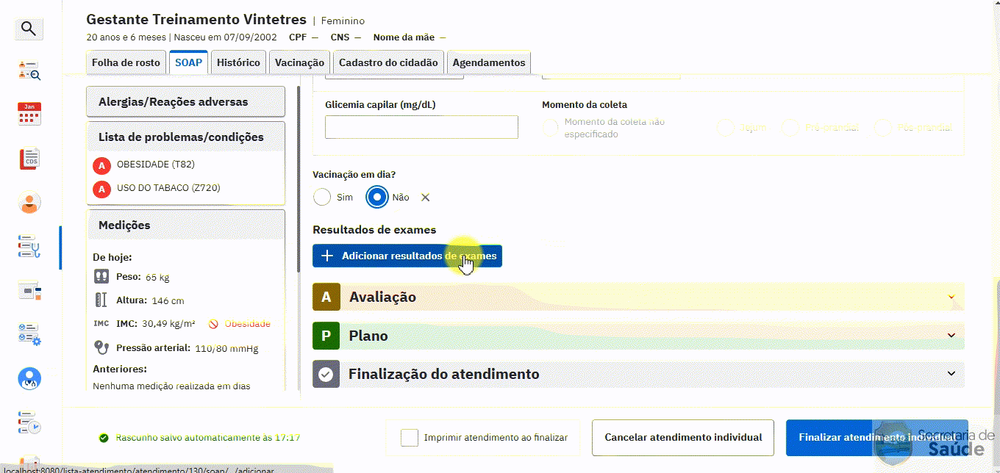 Gestante Treinamento Vintetres | Feminino
20 anos e 6 meses | Nasceu em 07/09/2002 CPF – CNS – Nome da mãe –
Folha de rosto SOAP Histórico Vacinação Cadastro do cidadão Agendamentos
Jan
CDS
Alergias/Reações adversas
Lista de problemas/condições
A OBESIDADE (T82)
A USO DO TABACO (Z720)
Medições
De hoje:
Peso: 65 kg
Altura: 146 cm
IMC IMC: 30,49 kg/m² Obesidade
Pressão arterial: 110/80 mmHg
Anteriores:
Nenhuma medição realizada em dias
Glicemia capilar (mg/dL)
Momento da coleta
Momento da coleta não
especificado
Jejum Pré-prandial Pós-prandial
Vacinação em dia?
Sim Não
Resultados de exames
Adicionar resultados de exames
A Avaliação
P Plano
Finalização do atendimento
Rascunho salvo automaticamente às 17:17
Imprimir atendimento ao finalizar
Cancelar atendimento individual
Finalizar atendimento individual
Secretaria de
Saúde
localhost:8080/lista-atendimento/atendimento/130/soap/.../adicionar